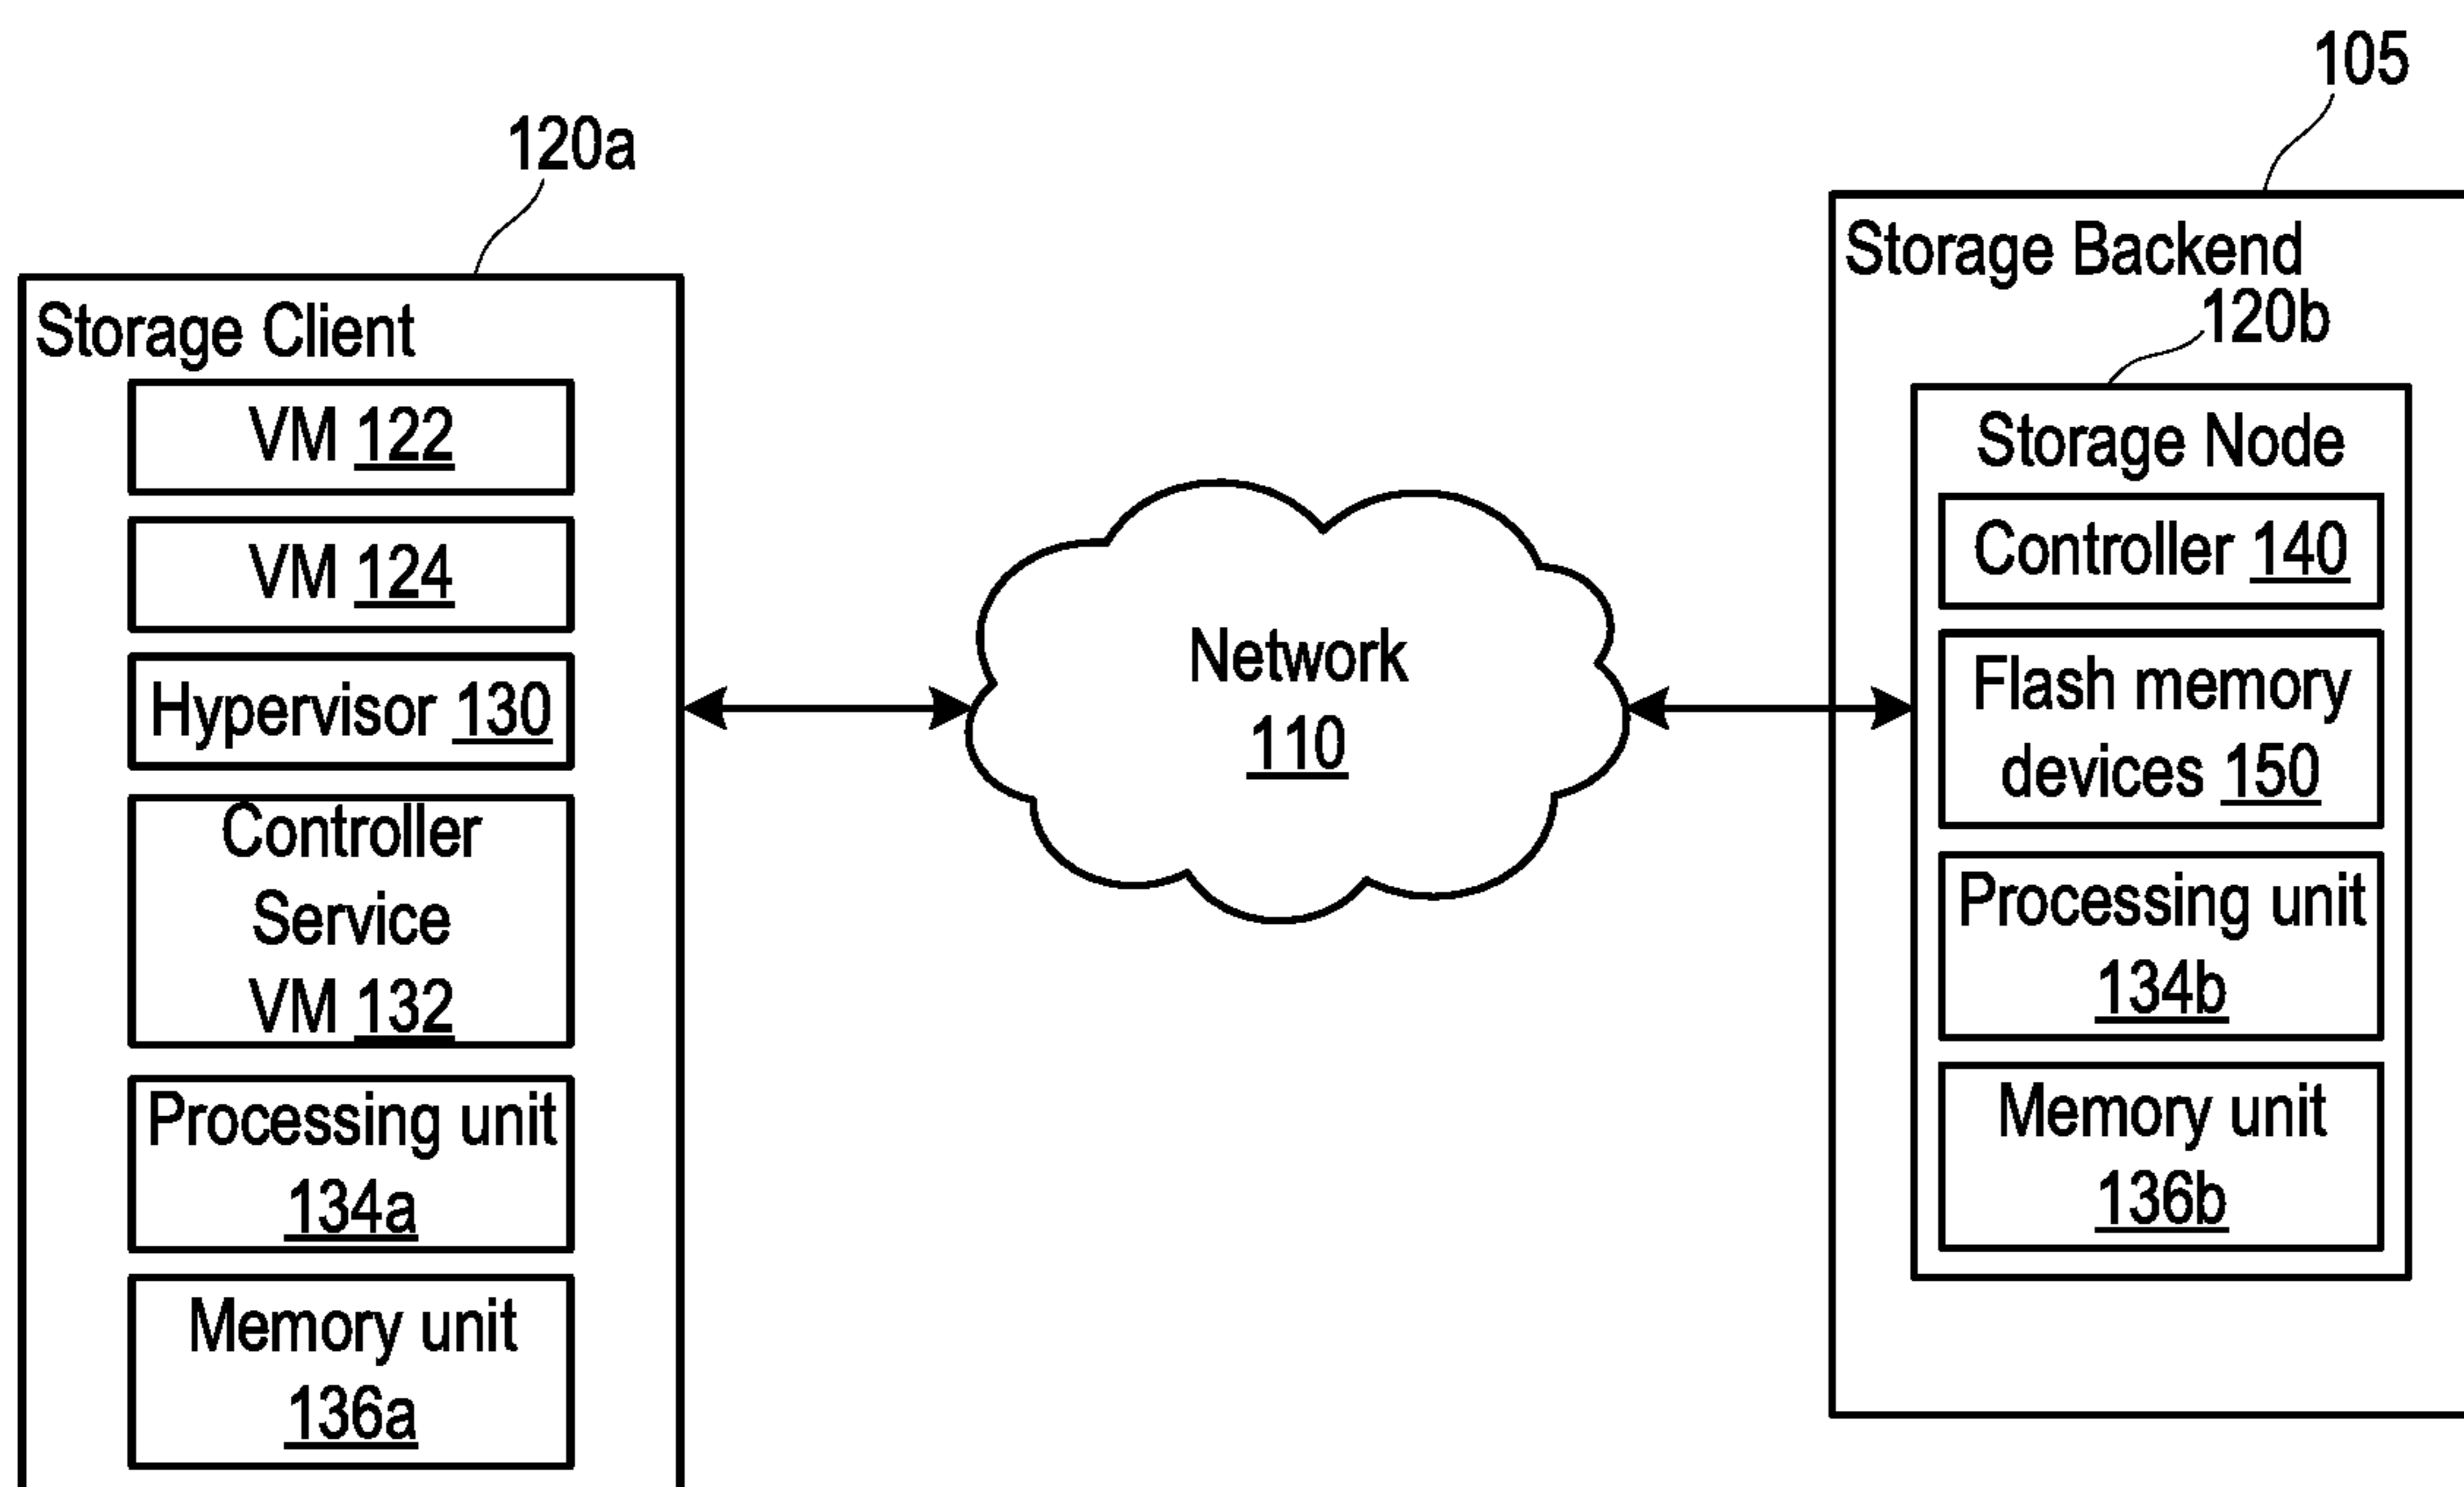 105
120a
Storage Backend
120b
Storage Client
VM 122
VM 124
Hypervisor 130
Controller
Service
VM 132
Processing unit
134a
Memory unit
136a
Network
110
Storage Node
Controller 140
Flash memory
devices 150
Processing unit
134b
Memory unit
136b